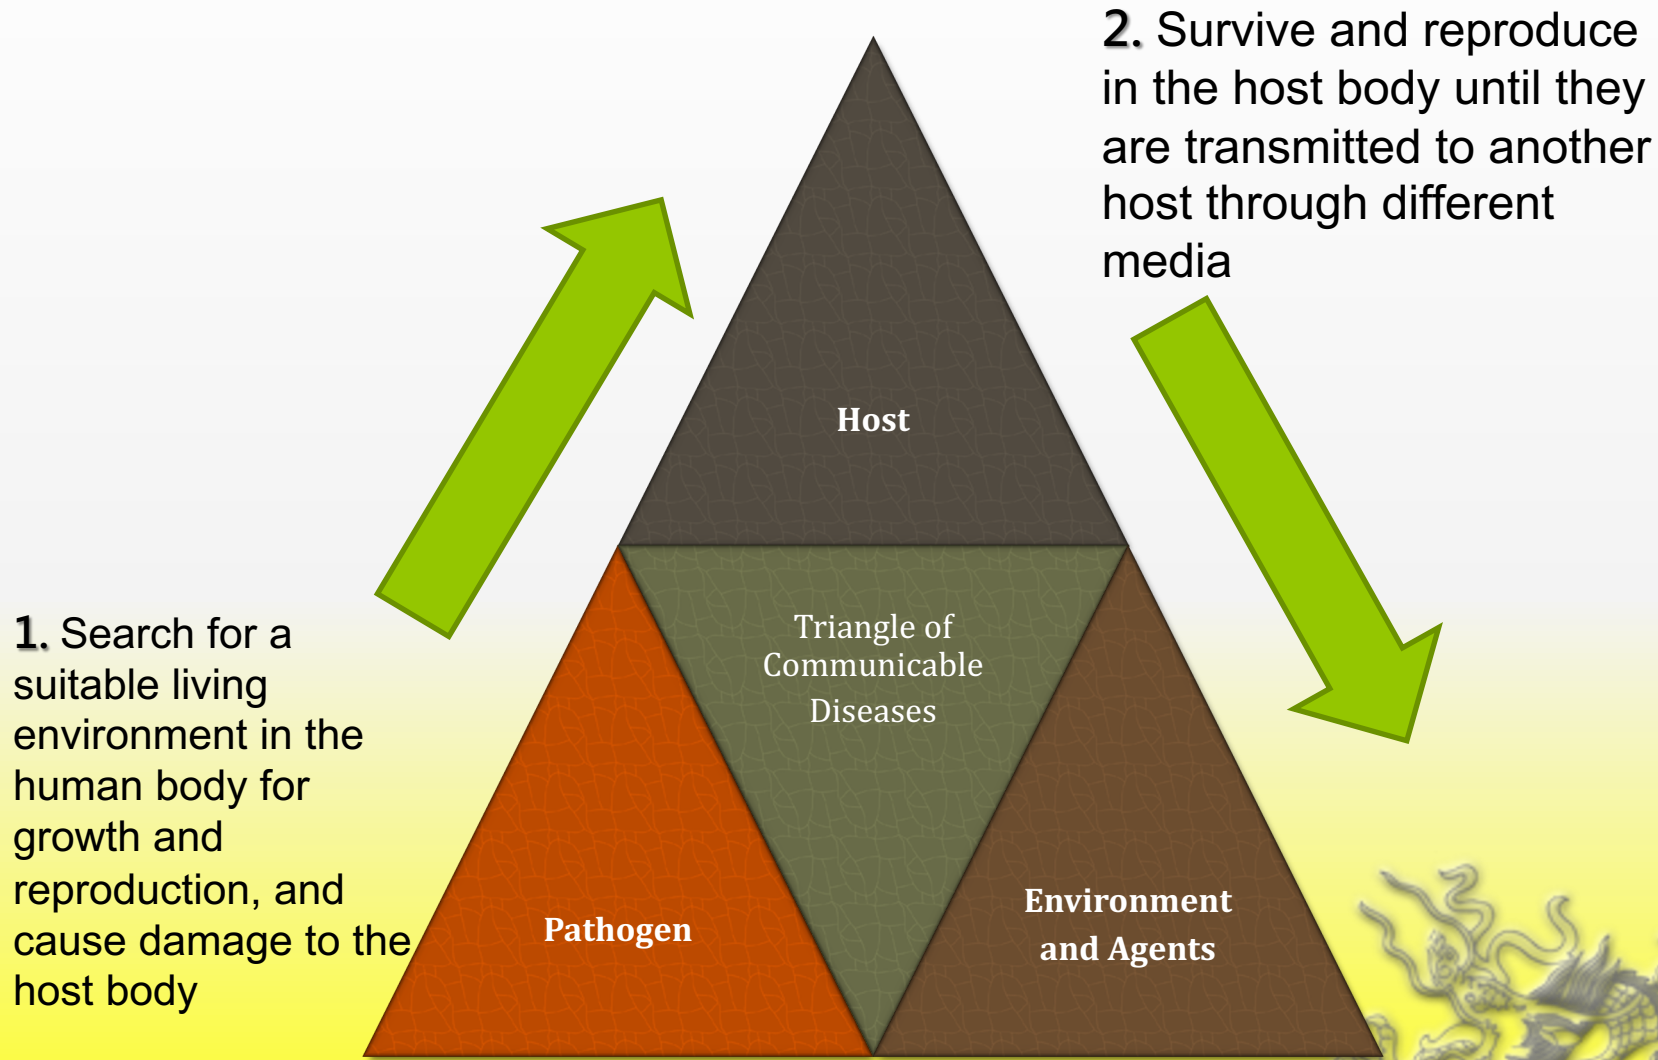 2. Survive and reproduce
in the host body until they
are transmitted to another
host through different
media
Host
1. Search for a
suitable living
environment in the
human body for
growth and
reproduction, and
cause damage to the
host body
Triangle of
Communicable
Diseases
Pathogen
Environment
and Agents